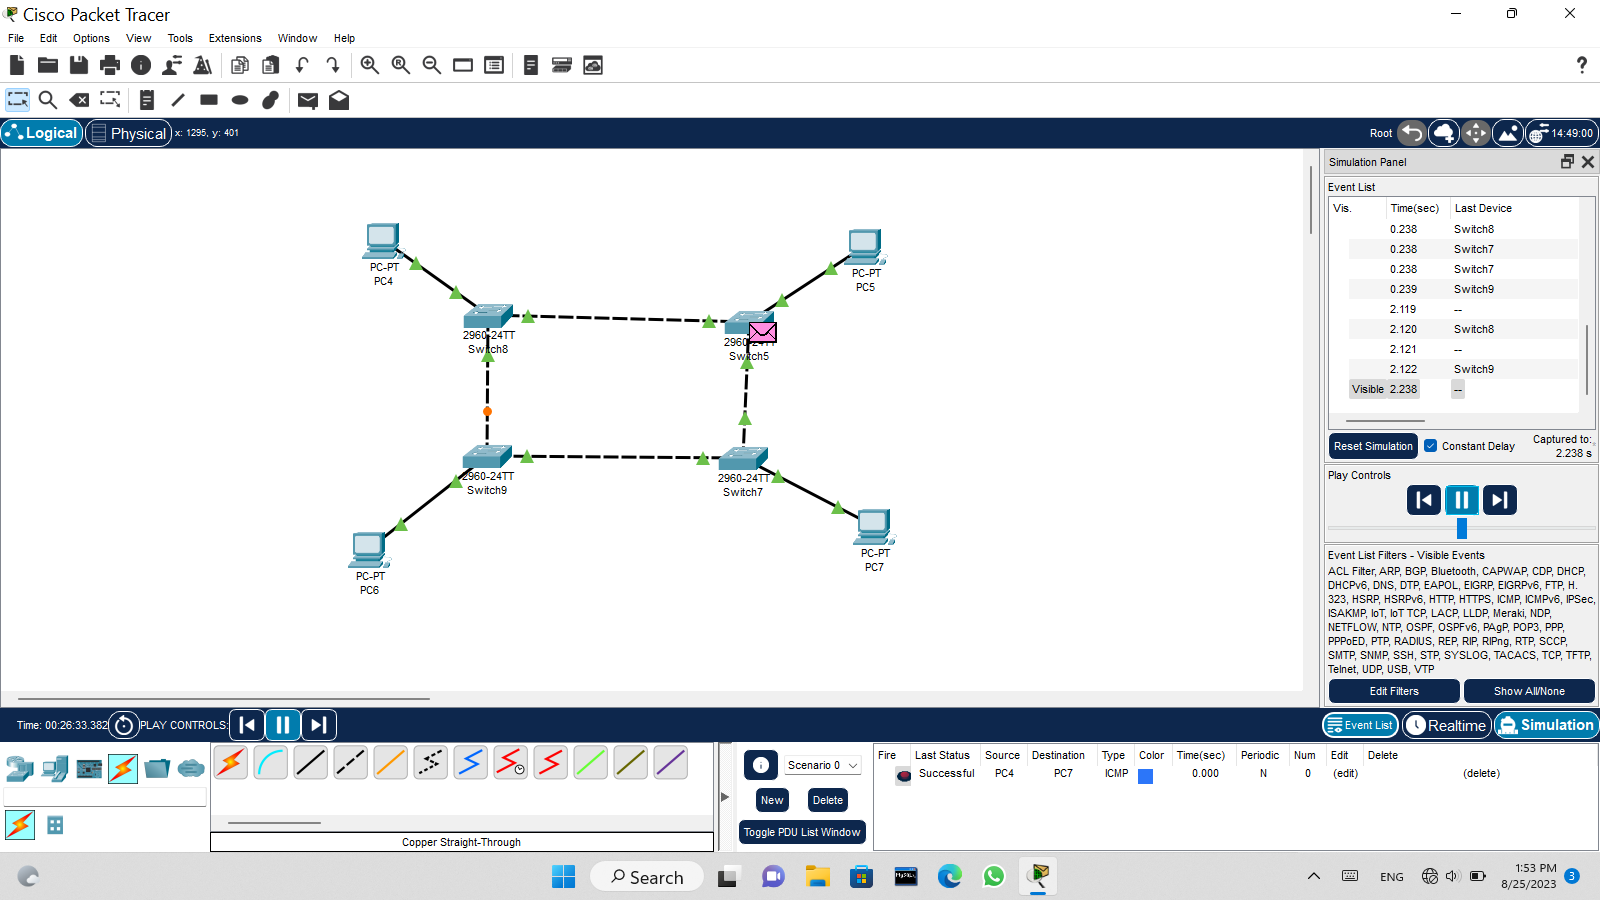 Cisco Packet Tracer
File Edit Options View Tools Extensions Window Help
Logical Physical x: 1295, y: 401 Root 14:49:00
Simulation Panel
Event List
Vis. Time(sec) Last Device
0.238 Switch8
0.238 Switch7
0.238 Switch7
0.239 Switch9
2.119 --
2.120 Switch8
2.121 --
2.122 Switch9
Visible 2.238 --
Reset Simulation Constant Delay Captured to:
2.238 s
Play Controls
Event List Filters - Visible Events
ACL Filter, ARP, BGP, Bluetooth, CAPWAP, CDP, DHCP,
DHCPv6, DNS, DTP, EAPOL, EIGRP, EIGRPv6, FTP, H.
323, HSRP, HSRPv6, HTTP, HTTPS, ICMP, ICMPv6, IPSec,
ISAKMP, IoT, IoT TCP, LACP, LLDP, Meraki, NDP,
NETFLOW, NTP, OSPF, OSPFv6, PAgP, POP3, PPP,
PPPoED, PTP, RADIUS, REP, RIP, RIPng, RTP, SCCP,
SMTP, SNMP, SSH, STP, SYSLOG, TACACS, TCP, TFTP,
Telnet, UDP, USB, VTP
Edit Filters Show All/None
PC-PT
PC4
PC-PT
PC5
2960-24TT
Switch8
2960-24TT
Switch5
2960-24TT
Switch9
2960-24TT
Switch7
PC-PT
PC6
PC-PT
PC7
Time: 00:26:33.382 PLAY CONTROLS: Event List Realtime Simulation
Copper Straight-Through
Scenario 0
New Delete
Toggle PDU List Window
Fire Last Status Source Destination Type Color Time(sec) Periodic Num Edit Delete
Successful PC4 PC7 ICMP 0.000 N 0 (edit) (delete)
Search
MySQL
ENG
1:53 PM
8/25/2023
3